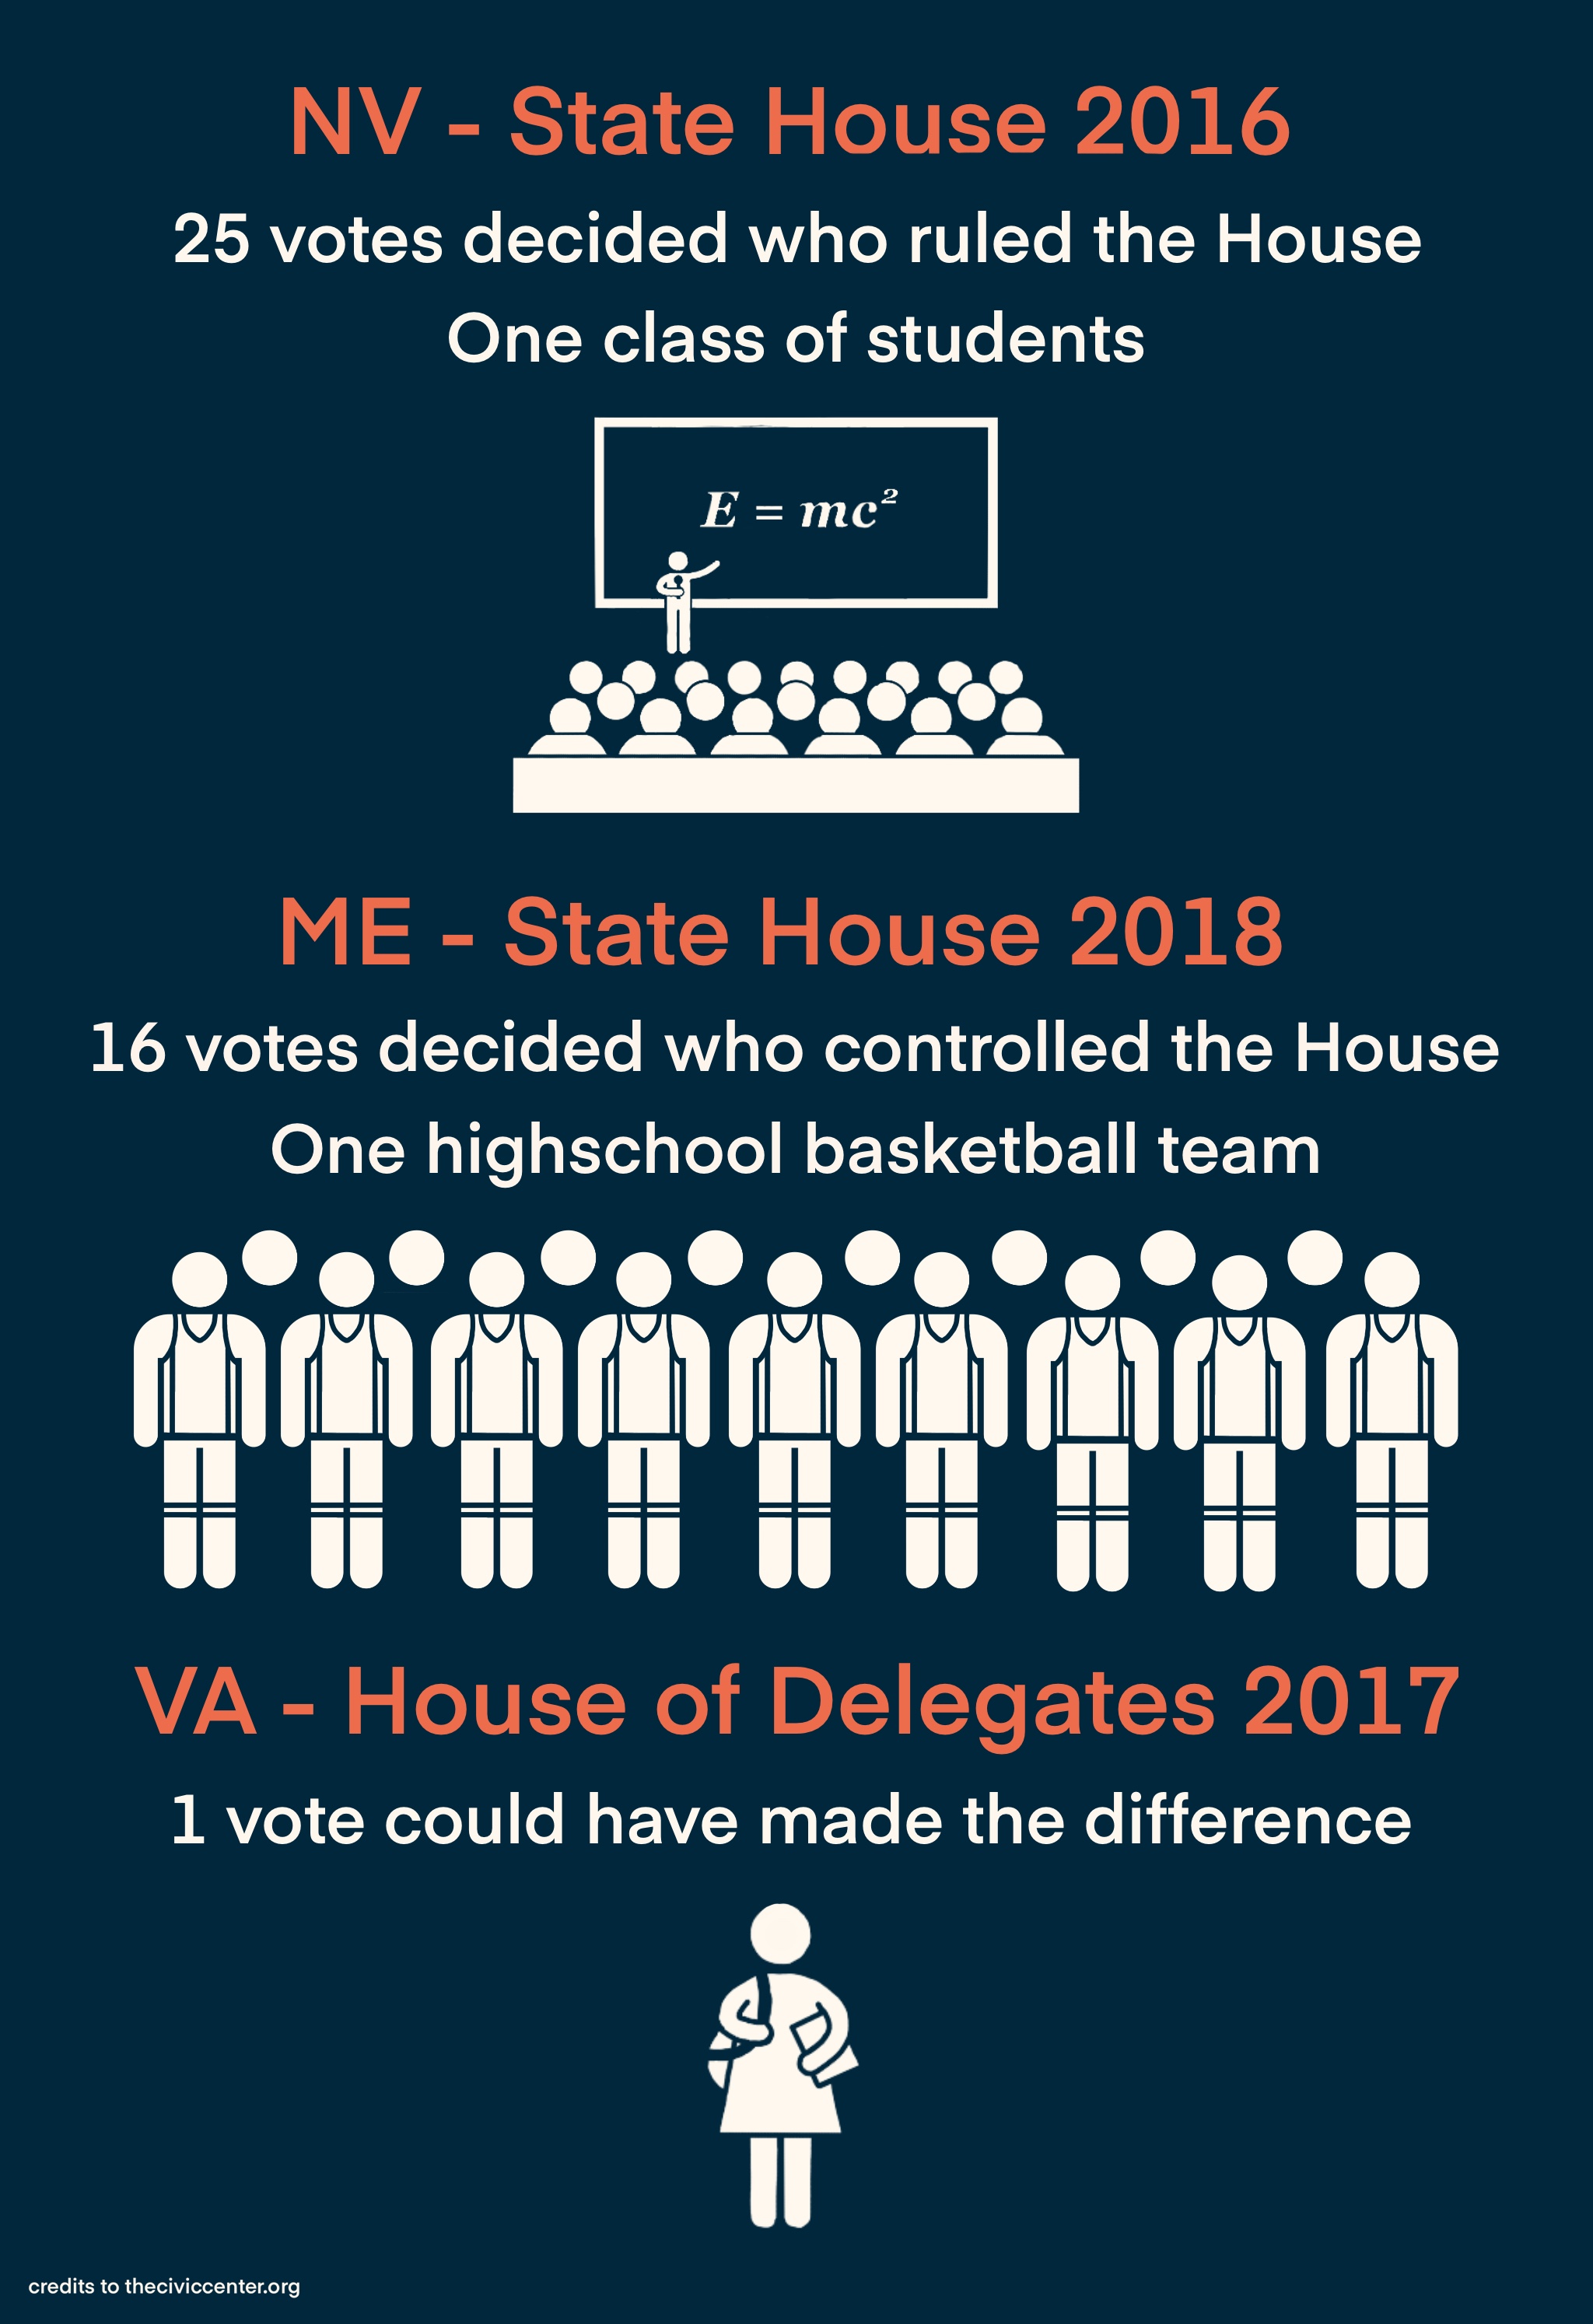 NV - State House 2016
25 votes decided who ruled the House
One class of students
E = mc²
ME - State House 2018
16 votes decided who controlled the House
One highschool basketball team
VA - House of Delegates 2017
1 vote could have made the difference
credits to theciviccenter.org